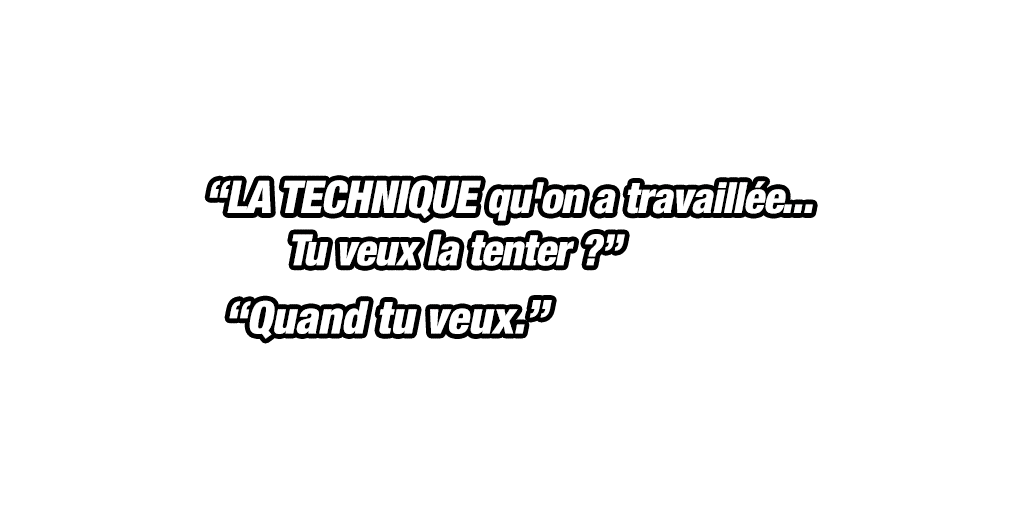 “LA TECHNIQUE qu'on a travaillée...
Tu veux la tenter ?”
“Quand tu veux.”